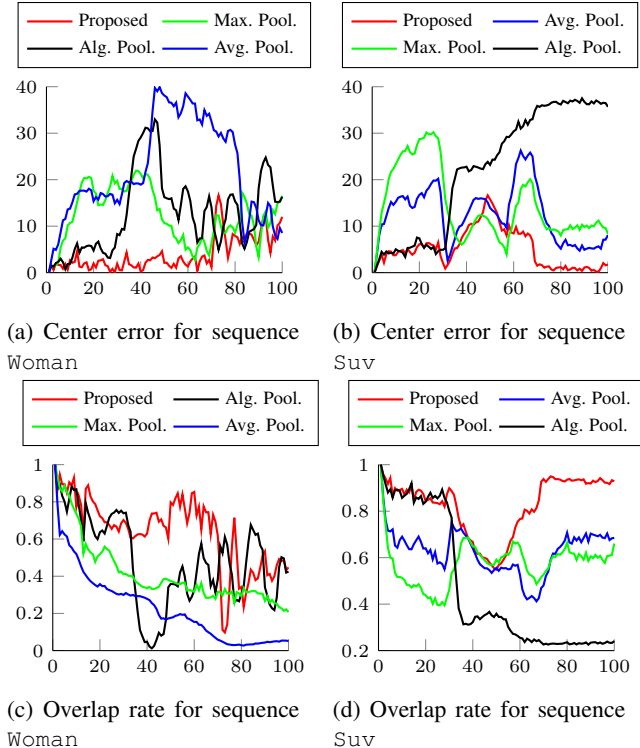 Proposed Max. Pool.
Alg. Pool. Avg. Pool.
Proposed Avg. Pool.
Max. Pool. Alg. Pool.
40
30
20
10
0
0 20 40 60 80 100
40
30
20
10
0
0 20 40 60 80 100
(a) Center error for sequence
Woman
(b) Center error for sequence
Suv
Proposed Alg. Pool.
Max. Pool. Avg. Pool.
Proposed Avg. Pool.
Max. Pool. Alg. Pool.
1
0.8
0.6
0.4
0.2
0
0 20 40 60 80 100
1
0.8
0.6
0.4
0.2
0 20 40 60 80 100
(c) Overlap rate for sequence
Woman
(d) Overlap rate for sequence
Suv